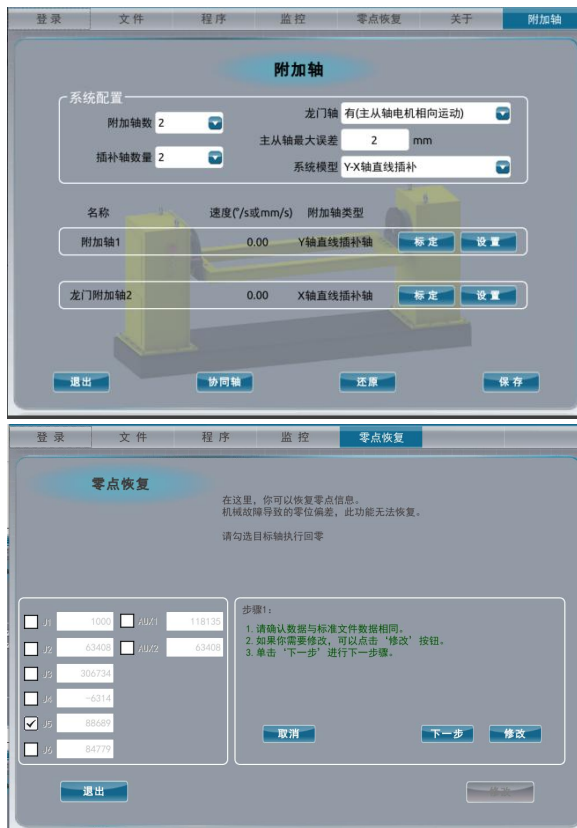 登录 文件 程序 监控 零点恢复 关于 附加轴
附加轴
系统配置
附加轴数 2
龙门轴 有(主从轴电机相向运动)
主从轴最大误差 2 mm
插补轴数量 2
系统模型 Y-X轴直线插补
名称 速度(°/s或mm/s) 附加轴类型
附加轴1 0.00 Y轴直线插补轴 标定 设置
龙门附加轴2 0.00 X轴直线插补轴 标定 设置
退出 协同轴 还原 保存
登录 文件 程序 监控 零点恢复
零点恢复
在这里，你可以恢复零点信息。
机械故障导致的零位偏差，此功能无法恢复。
请勾选目标轴执行回零
J1 1000 AUX1 118135
J2 63408 AUX2 63408
J3 306734
J4 -6314
J5 88689
J6 84779
步骤1：
1. 请确认数据与标准文件数据相同。
2. 如果你需要修改，可以点击‘修改’按钮。
3. 单击‘下一步’进行下一步骤。
取消 下一步 修改
退出